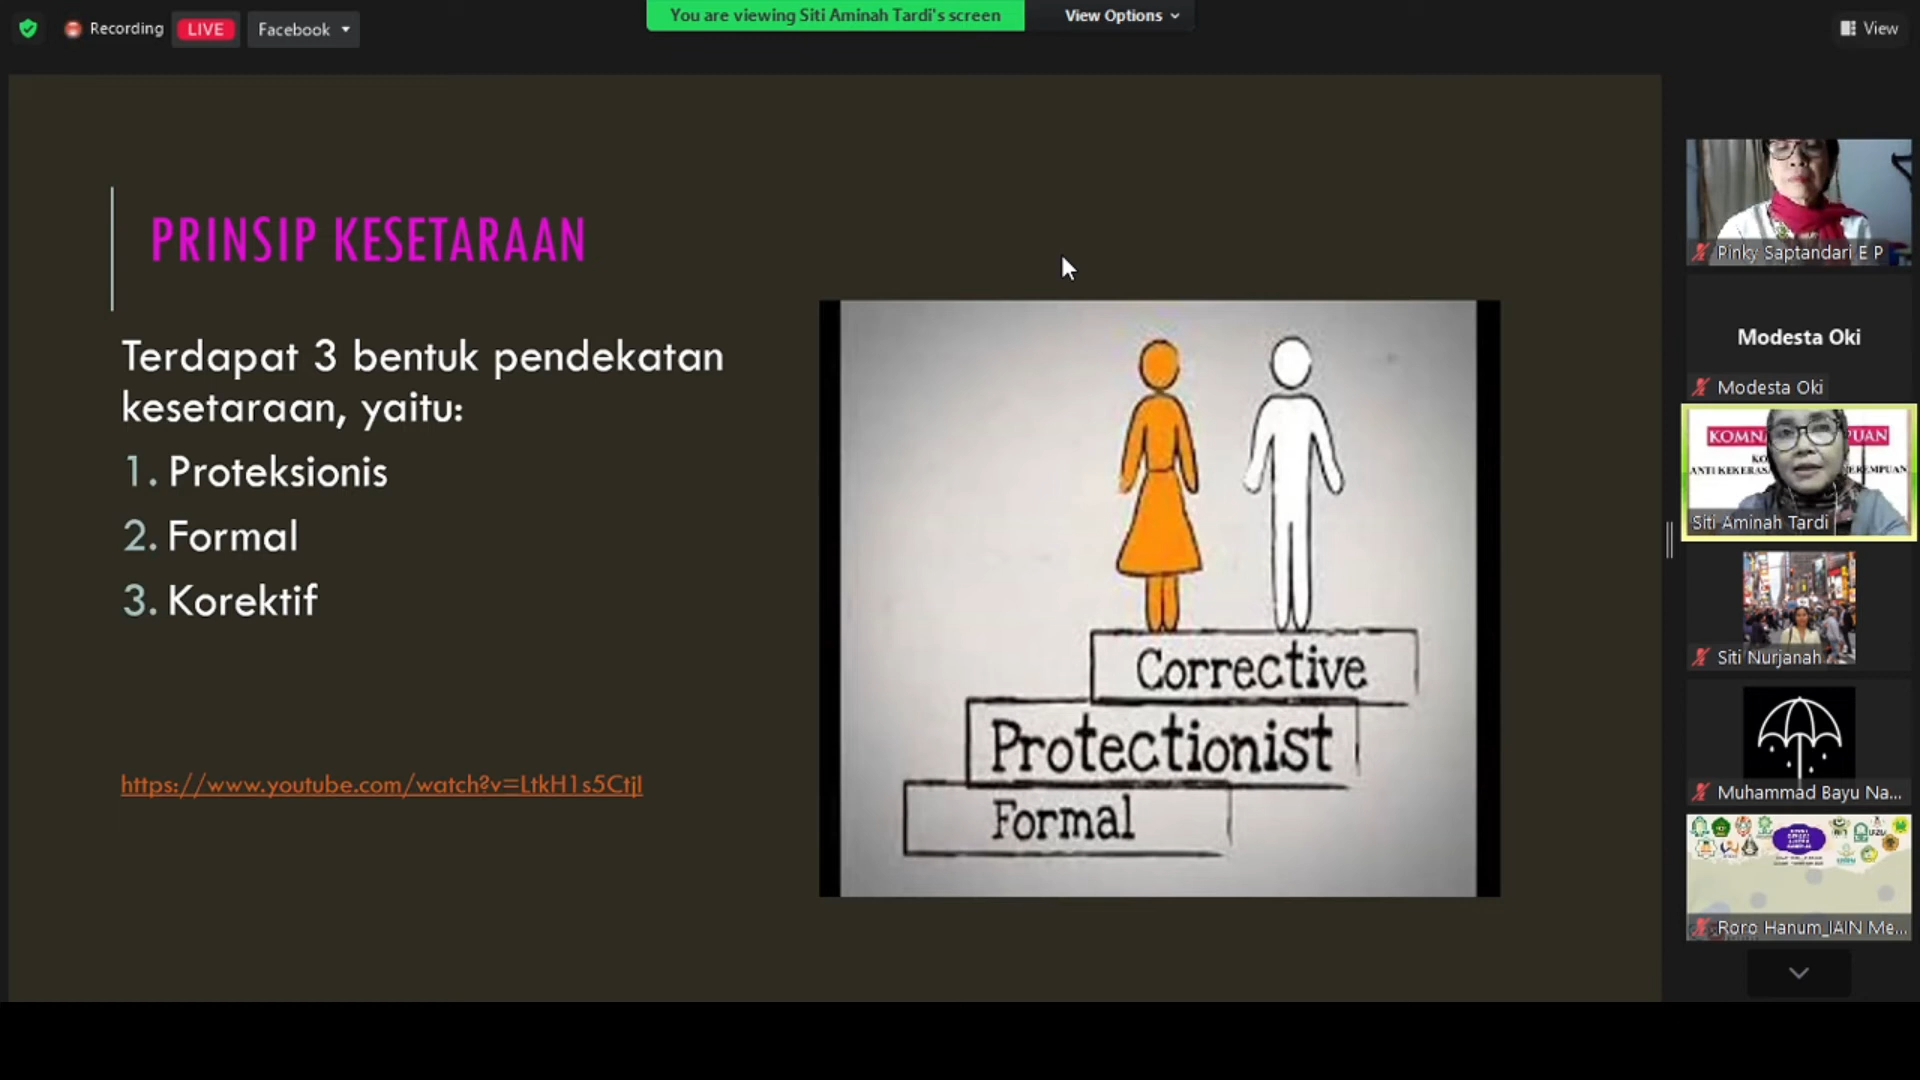 Recording
LIVE
Facebook
You are viewing Siti Aminah Tardi's screen
View Options
View
PRINSIP KESETARAAN
Terdapat 3 bentuk pendekatan
kesetaraan, yaitu:
1. Proteksionis
2. Formal
3. Korektif
https://www.youtube.com/watch?v=LtkH1s5CtjI
Corrective
Protectionist
Formal
Pinky Saptandari E P
Modesta Oki
Modesta Oki
Siti Aminah Tardi
Siti Nurjanah
Muhammad Bayu Na...
Roro Hanum_IAIN Me...